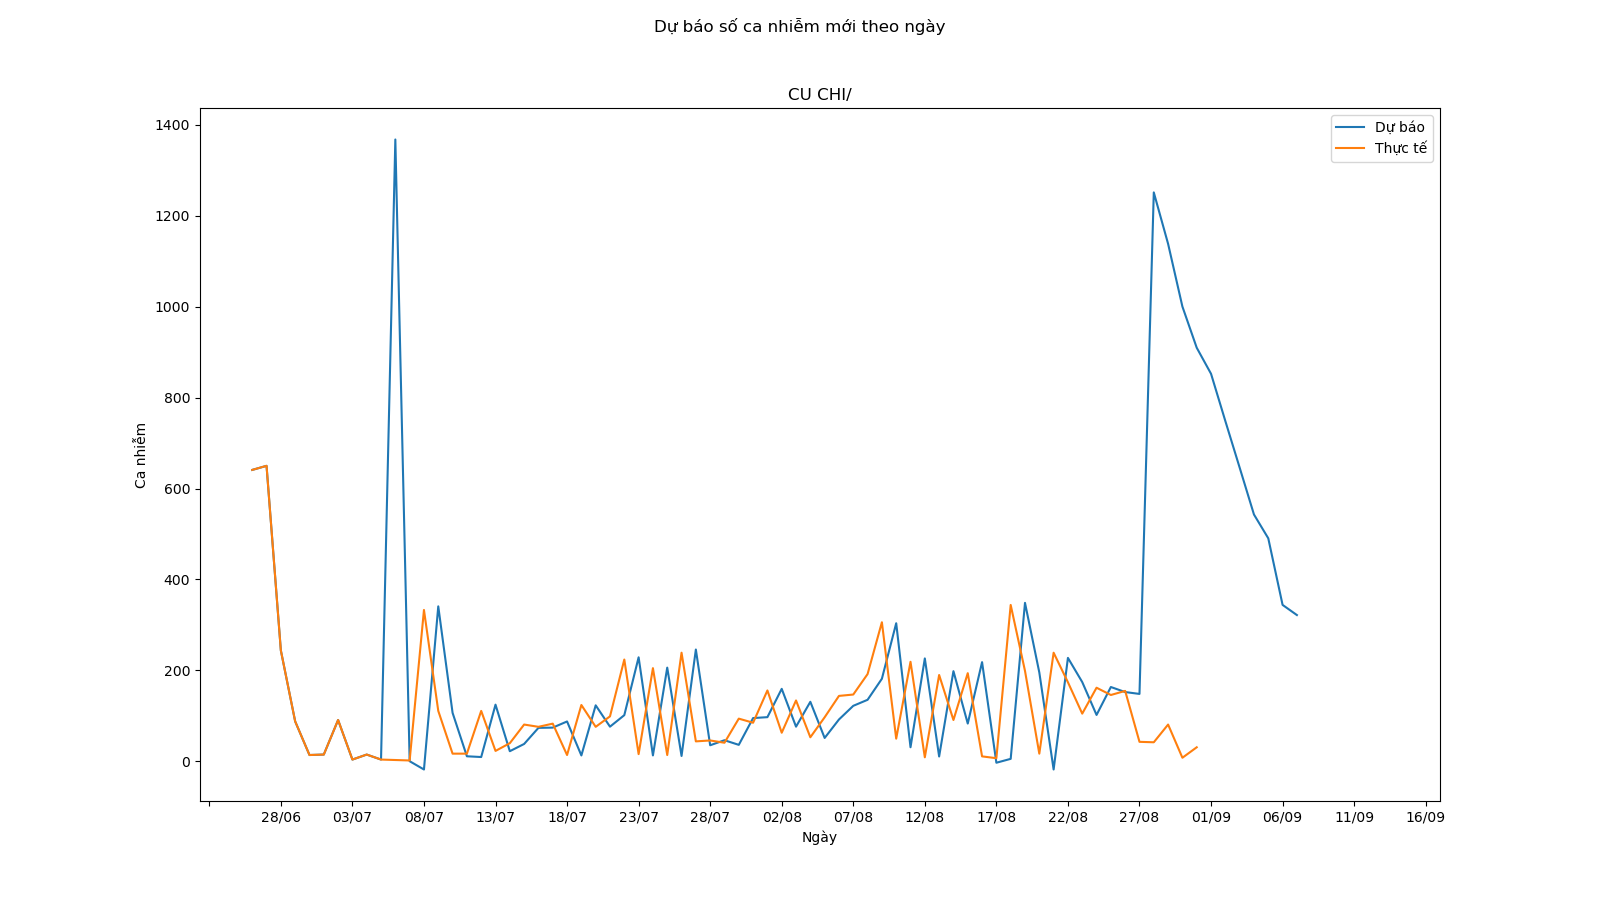 Dự báo số ca nhiễm mới theo ngày
CU CHI/
1400
1200
1000
800
600
400
200
0
Ca nhiễm
Dự báo
Thực tế
28/06 03/07 08/07 13/07 18/07 23/07 28/07 02/08 07/08 12/08 17/08 22/08 27/08 01/09 06/09 11/09 16/09
Ngày